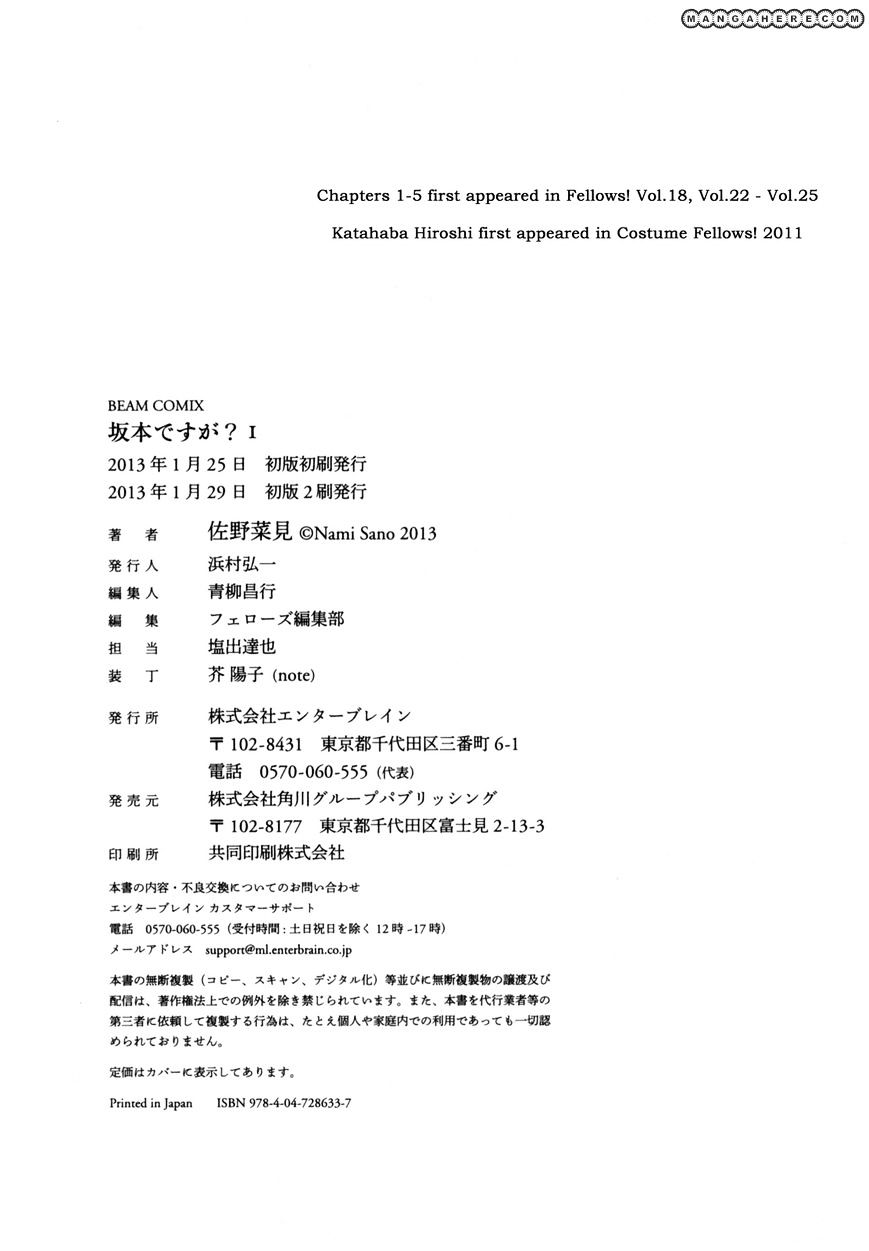 MANGAHERE.COM
Chapters 1-5 first appeared in Fellows! Vol.18, Vol.22 - Vol.25
Katahaba Hiroshi first appeared in Costume Fellows! 2011
BEAM COMIX
坂本ですが? 1
2013年1月25日 初版初刷発行
2013年1月29日 初版2刷発行
著者 佐野菜見 ©Nami Sano 2013
発行人 浜村弘一
編集人 青柳昌行
編集 フェローズ編集部
担当 塩出達也
装丁 芥 陽子 (note)
発行所 株式会社エンターブレイン
〒102-8431 東京都千代田区三番町6-1
電話 0570-060-555 (代表)
発売元 株式会社角川グループパブリッシング
〒102-8177 東京都千代田区富士見2-13-3
印刷所 共同印刷株式会社
本書の内容・不良交換についてのお問い合わせ
エンターブレイン カスタマーサポート
電話 0570-060-555 (受付時間:土日祝日を除く 12時-17時)
メールアドレス support@ml.enterbrain.co.jp
本書の無断複製(コピー、スキャン、デジタル化)等並びに無断複製物の譲渡及び
配信は、著作権法上での例外を除き禁じられています。また、本書を代行業者等の
第三者に依頼して複製する行為は、たとえ個人や家庭内での利用であっても一切認
められておりません。
定価はカバーに表示してあります。
Printed in Japan ISBN 978-4-04-728633-7